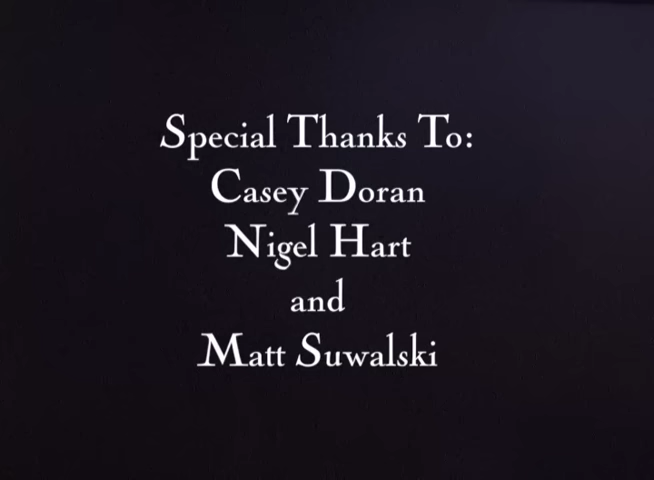 Special Thanks To:
Casey Doran
Nigel Hart
and
Matt Suwalski